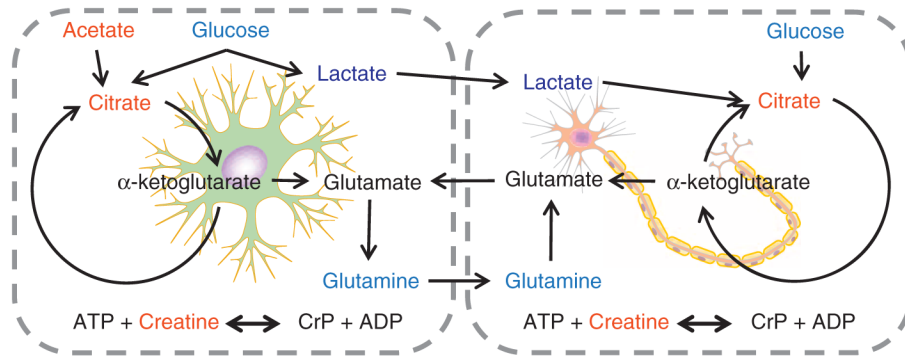 Acetate
Glucose
Lactate
Citrate
α-ketoglutarate
Glutamate
Glutamine
ATP + Creatine
CrP + ADP
Glucose
Lactate
Citrate
Glutamate
α-ketoglutarate
Glutamine
ATP + Creatine
CrP + ADP